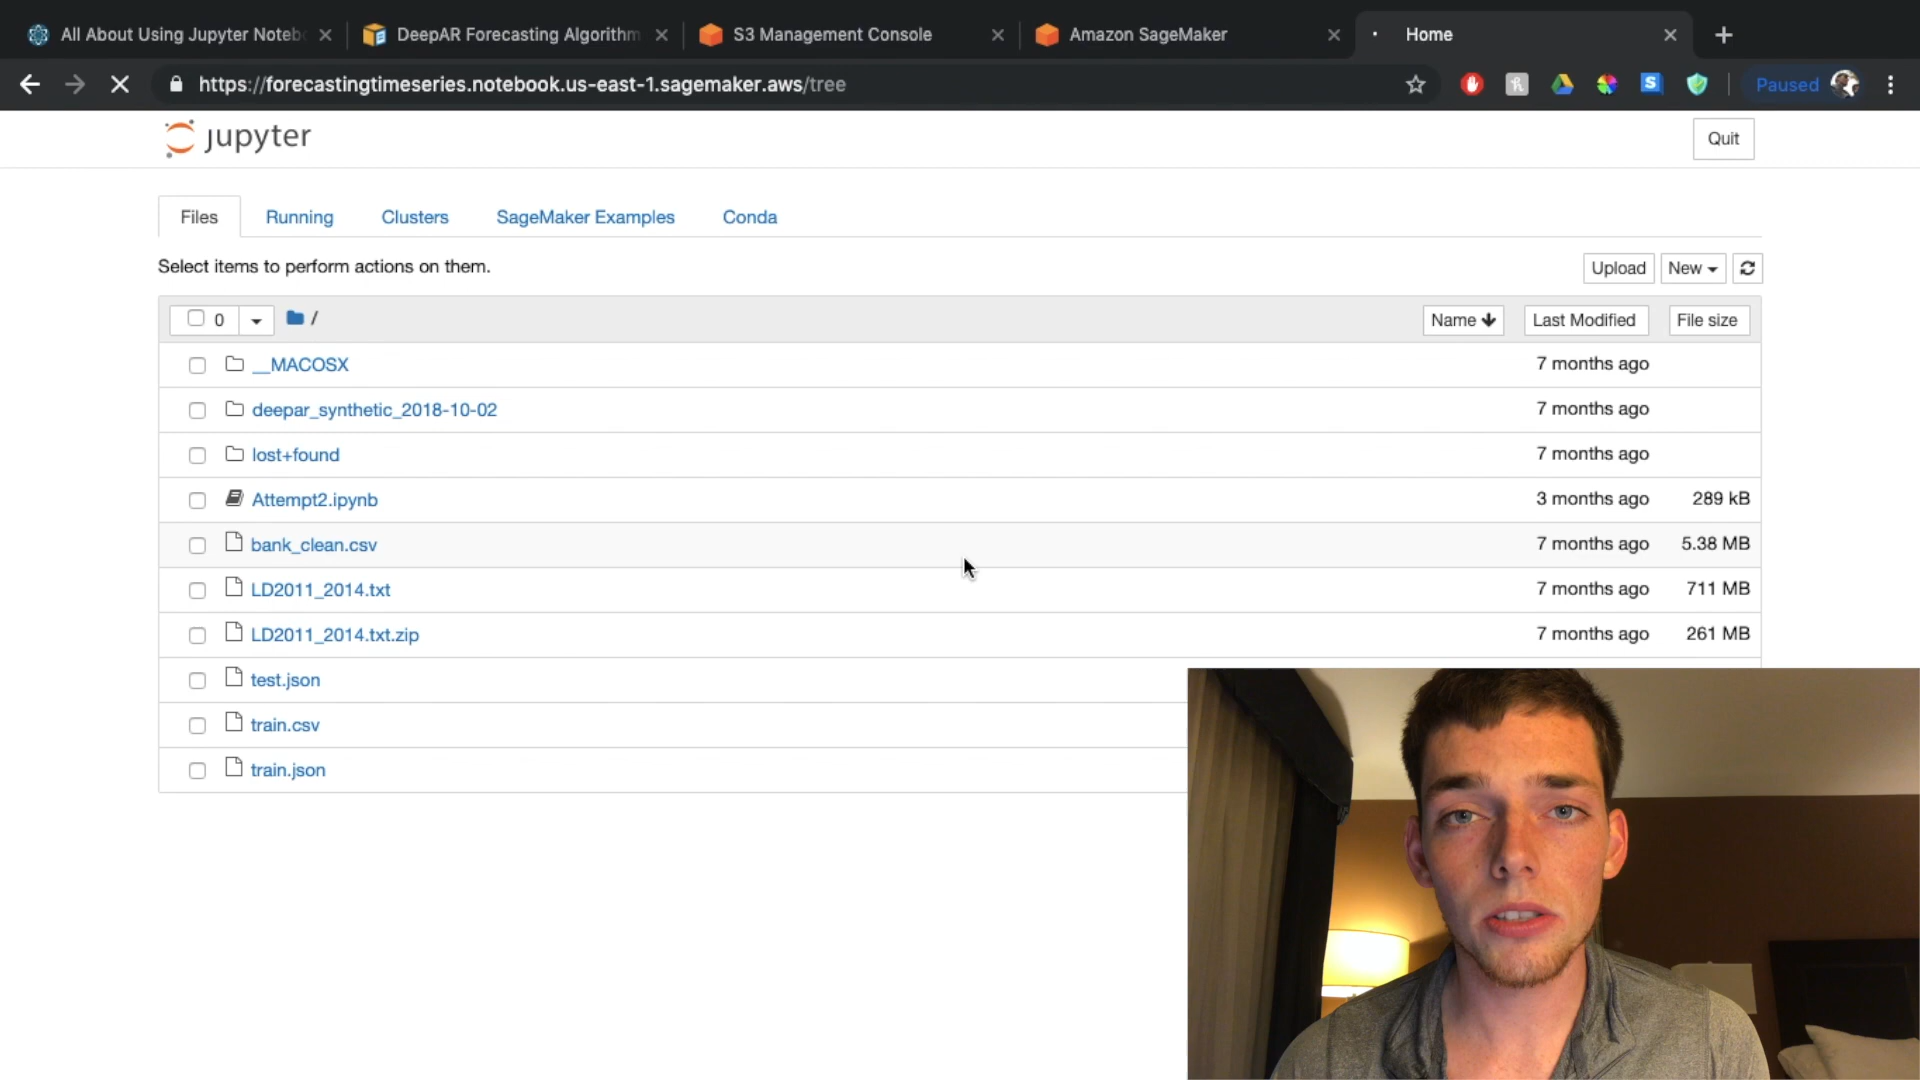 All About Using Jupyter Noteb
DeepAR Forecasting Algorithm
S3 Management Console
Amazon SageMaker
Home
https://forecastingtimeseries.notebook.us-east-1.sagemaker.aws/tree
Paused
jupyter
Quit
Files Running Clusters SageMaker Examples Conda
Select items to perform actions on them.
Upload New
0 /
Name Last Modified File size
__MACOSX 7 months ago
deepar_synthetic_2018-10-02 7 months ago
lost+found 7 months ago
Attempt2.ipynb 3 months ago 289 kB
bank_clean.csv 7 months ago 5.38 MB
LD2011_2014.txt 7 months ago 711 MB
LD2011_2014.txt.zip 7 months ago 261 MB
test.json
train.csv
train.json